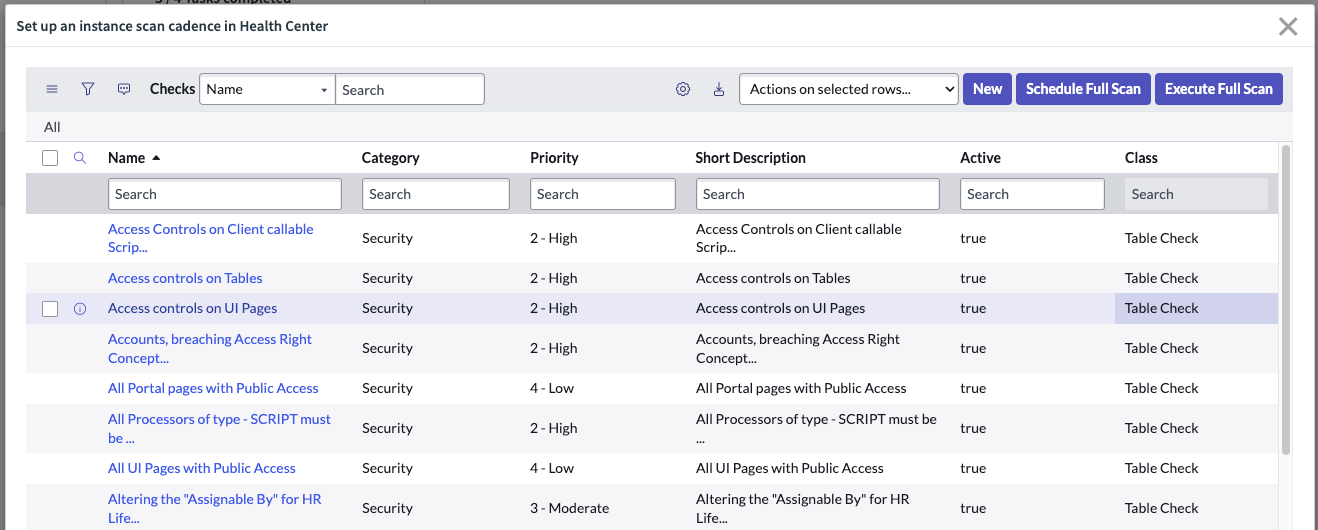 Set up an instance scan cadence in Health Center
Checks Name Search Actions on selected rows... New Schedule Full Scan Execute Full Scan
All
Name Category Priority Short Description Active Class
Search Search Search Search Search Search
Access Controls on Client callable Scrip... Security 2 - High Access Controls on Client callable Scrip... true Table Check
Access controls on Tables Security 2 - High Access controls on Tables true Table Check
Access controls on UI Pages Security 2 - High Access controls on UI Pages true Table Check
Accounts, breaching Access Right Concept... Security 2 - High Accounts, breaching Access Right Concept... true Table Check
All Portal pages with Public Access Security 4 - Low All Portal pages with Public Access true Table Check
All Processors of type - SCRIPT must be ... Security 2 - High All Processors of type - SCRIPT must be ... true Table Check
All UI Pages with Public Access Security 4 - Low All UI Pages with Public Access true Table Check
Altering the "Assignable By" for HR Life... Security 3 - Moderate Altering the "Assignable By" for HR Life... true Table Check